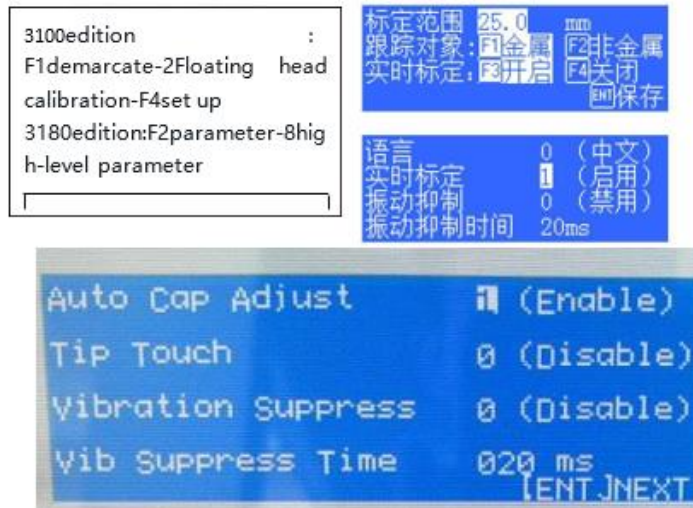 3100edition :
F1demarcate-2Floating head
calibration-F4set up
3180edition:F2parameter-8hig
h-level parameter
标定范围 25.0 mm
跟踪对象:F1金属 F2非金属
实时标定:F3开启 F4关闭
ENT保存
语言 0 (中文)
实时标定 1 (启用)
振动抑制 0 (禁用)
振动抑制时间 20ms
Auto Cap Adjust 1 (Enable)
Tip Touch 0 (Disable)
Vibration Suppress 0 (Disable)
Vib Suppress Time 020 ms
[ENT]NEXT